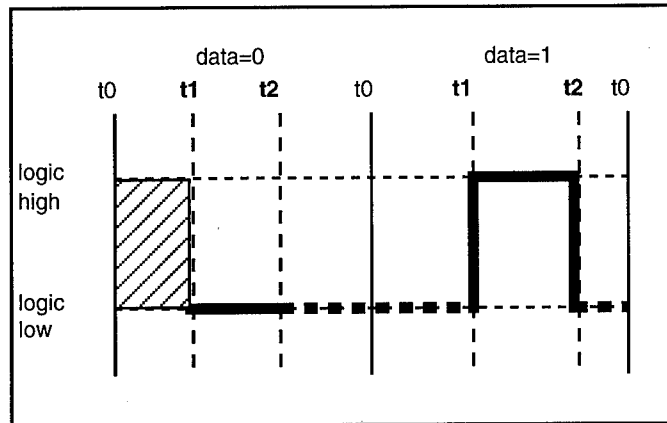 data=0 data=1
t0 t1 t2 t0 t1 t2 t0
logic
high
logic
low